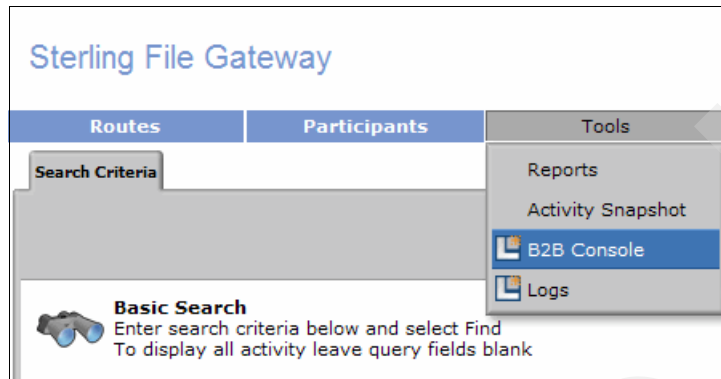 Sterling File Gateway
Routes Participants Tools
Search Criteria
Reports
Activity Snapshot
B2B Console
Logs
Basic Search
Enter search criteria below and select Find
To display all activity leave query fields blank